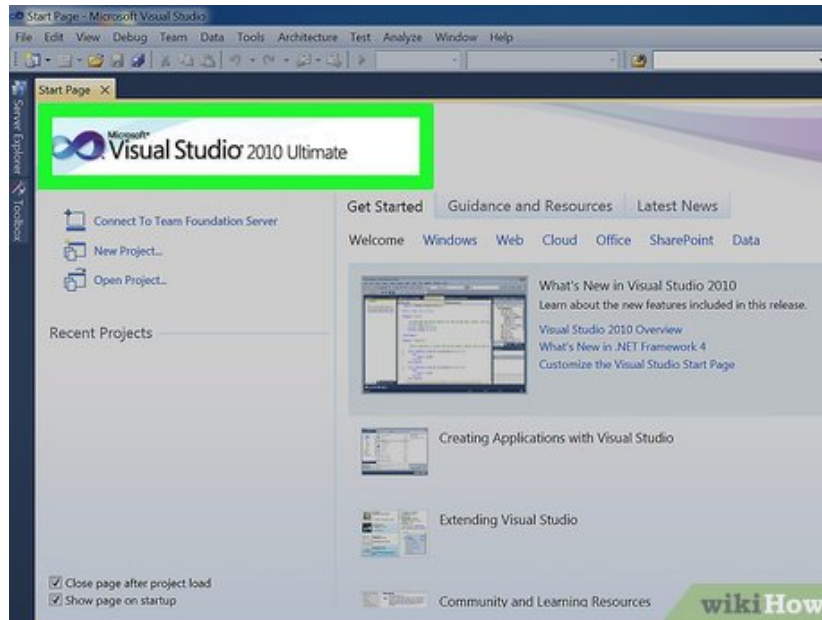 Start Page - Microsoft Visual Studio
File Edit View Debug Team Data Tools Architecture Test Analyze Window Help
Start Page X
Server Explorer
Toolbox
Microsoft
Visual Studio 2010 Ultimate
Connect To Team Foundation Server
New Project...
Open Project...
Recent Projects
Close page after project load
Show page on startup
Get Started Guidance and Resources Latest News
Welcome Windows Web Cloud Office SharePoint Data
What's New in Visual Studio 2010
Learn about the new features included in this release.
Visual Studio 2010 Overview
What's New in .NET Framework 4
Customize the Visual Studio Start Page
Creating Applications with Visual Studio
Extending Visual Studio
Community and Learning Resources
wikiHow